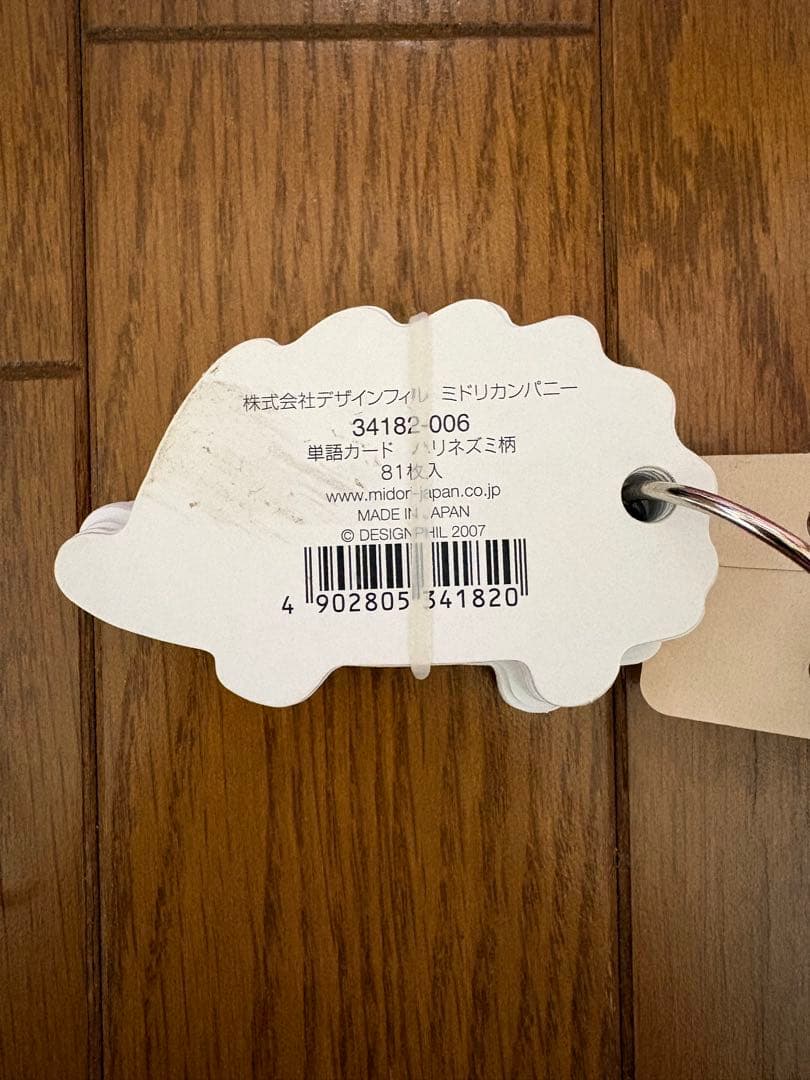 株式会社デザインフィル ミドリカンパニー
34182-006
単語カード ハリネズミ柄
81枚入
www.midori-japan.co.jp
MADE IN JAPAN
© DESIGNPHIL 2007
4 902805 341820